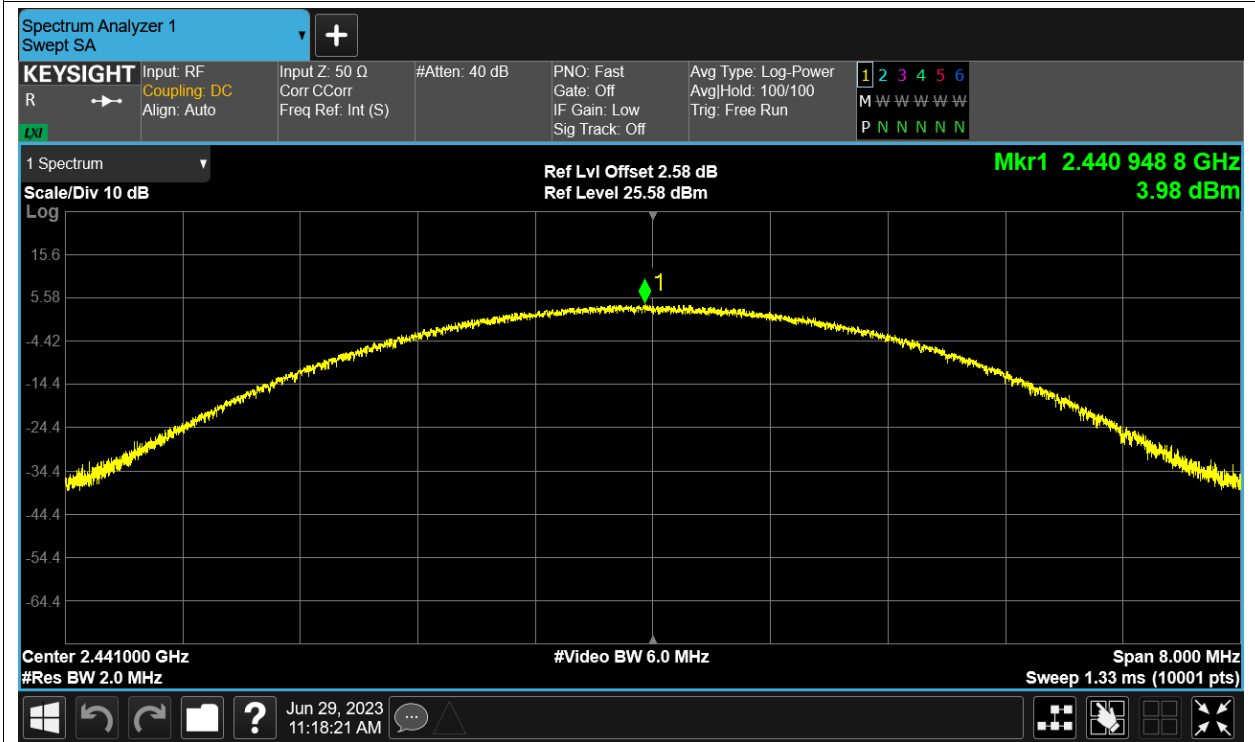 Spectrum Analyzer 1
Swept SA
+
KEYSIGHT
R
LXI
Input: RF
Coupling: DC
Align: Auto
Input Z: 50 Ω
Corr CCorr
Freq Ref: Int (S)
#Atten: 40 dB
PNO: Fast
Gate: Off
IF Gain: Low
Sig Track: Off
Avg Type: Log-Power
Avg|Hold: 100/100
Trig: Free Run
1 2 3 4 5 6
M W W W W W
P N N N N N
1 Spectrum
Scale/Div 10 dB
Log
Ref Lvl Offset 2.58 dB
Ref Level 25.58 dBm
Mkr1 2.440 948 8 GHz
3.98 dBm
1
15.6
5.58
-4.42
-14.4
-24.4
-34.4
-44.4
-54.4
-64.4
Center 2.441000 GHz
#Res BW 2.0 MHz
#Video BW 6.0 MHz
Span 8.000 MHz
Sweep 1.33 ms (10001 pts)
?
Jun 29, 2023
11:18:21 AM